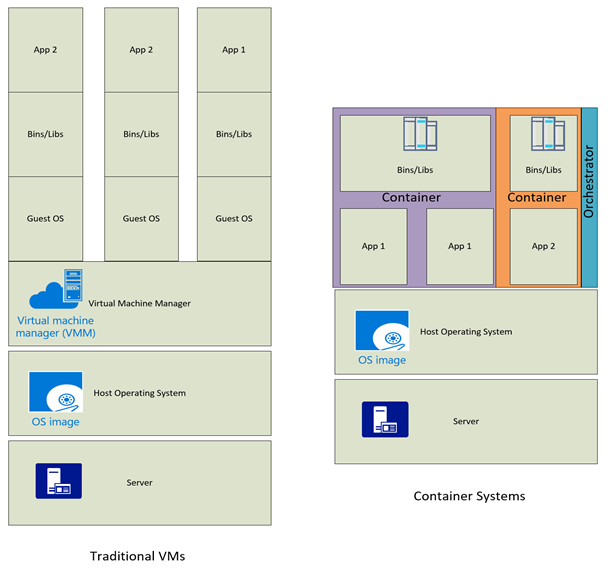 App 2
App 2
App 1
Bins/Libs
Bins/Libs
Bins/Libs
Guest OS
Guest OS
Guest OS
Virtual Machine Manager
Virtual machine
manager (VMM)
Host Operating System
OS image
Server
Traditional VMs
Bins/Libs
Bins/Libs
Container
Container
Orchestrator
App 1
App 1
App 2
Host Operating System
OS image
Server
Container Systems